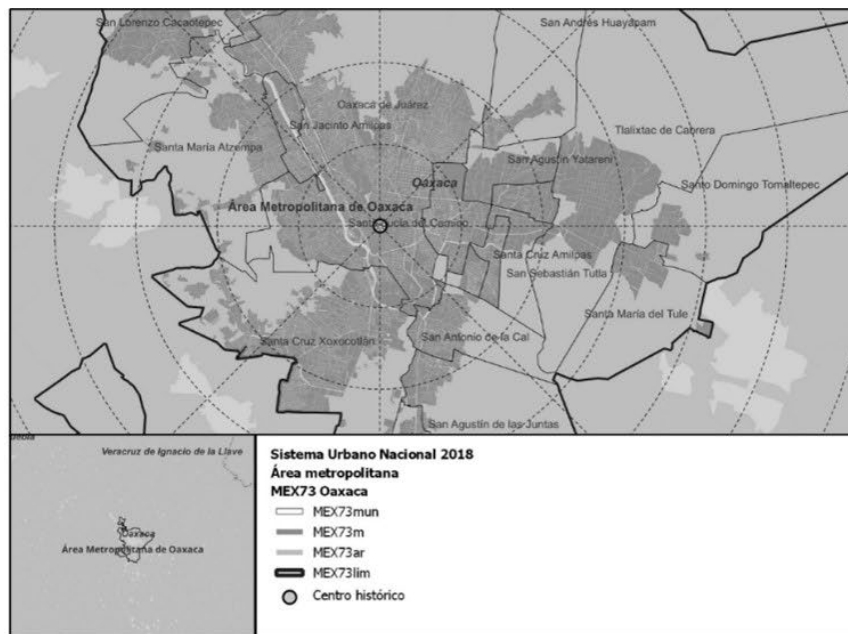 San Lorenzo Cacaotepec
San Andrés Huayápam
Oaxaca de Juárez
San Jacinto Amilpas
Tlalixtac de Cabrera
Santa María Atzompa
San Agustín Yatareni
Oaxaca
Santo Domingo Tomaltepec
Área Metropolitana de Oaxaca
Santa Lucía del Camino
Santa Cruz Amilpas
San Sebastián Tutla
Santa María del Tule
Santa Cruz Xoxocotlán
San Antonio de la Cal
San Agustín de las Juntas
uebla
Veracruz de Ignacio de la Llave
Oaxaca
Área Metropolitana de Oaxaca
Sistema Urbano Nacional 2018
Área metropolitana
MEX73 Oaxaca
MEX73mun
MEX73m
MEX73ar
MEX73lim
Centro histórico